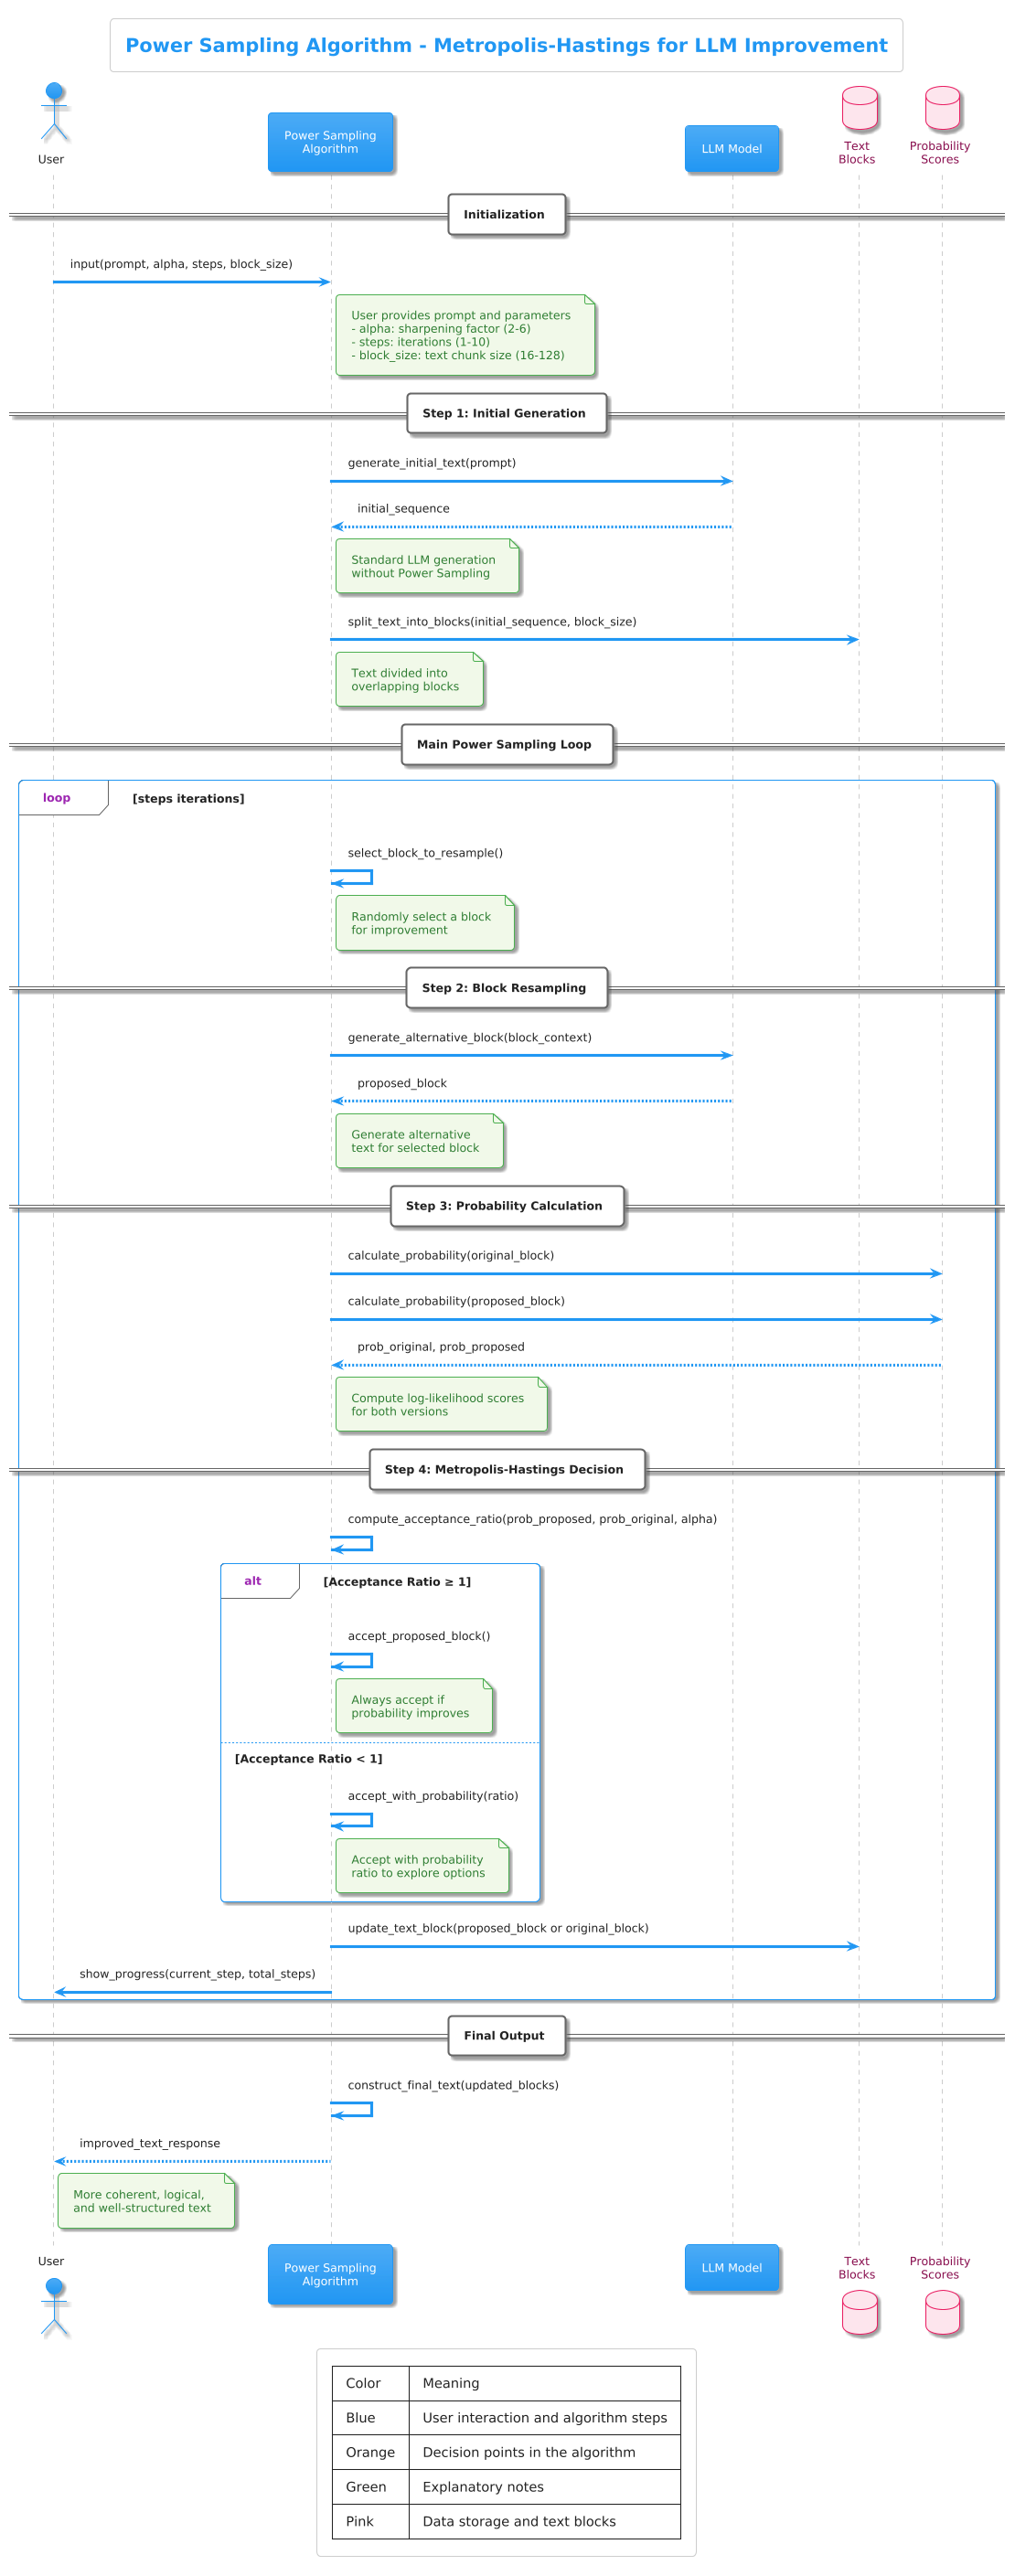 Power Sampling Algorithm - Metropolis-Hastings for LLM Improvement
User
Power Sampling
Algorithm
LLM Model
Text
Blocks
Probability
Scores
Initialization
input(prompt, alpha, steps, block_size)
User provides prompt and parameters
- alpha: sharpening factor (2-6)
- steps: iterations (1-10)
- block_size: text chunk size (16-128)
Step 1: Initial Generation
generate_initial_text(prompt)
initial_sequence
Standard LLM generation
without Power Sampling
split_text_into_blocks(initial_sequence, block_size)
Text divided into
overlapping blocks
Main Power Sampling Loop
loop
[steps iterations]
select_block_to_resample()
Randomly select a block
for improvement
Step 2: Block Resampling
generate_alternative_block(block_context)
proposed_block
Generate alternative
text for selected block
Step 3: Probability Calculation
calculate_probability(original_block)
calculate_probability(proposed_block)
prob_original, prob_proposed
Compute log-likelihood scores
for both versions
Step 4: Metropolis-Hastings Decision
compute_acceptance_ratio(prob_proposed, prob_original, alpha)
alt
[Acceptance Ratio ≥ 1]
accept_proposed_block()
Always accept if
probability improves
[Acceptance Ratio < 1]
accept_with_probability(ratio)
Accept with probability
ratio to explore options
update_text_block(proposed_block or original_block)
show_progress(current_step, total_steps)
Final Output
construct_final_text(updated_blocks)
improved_text_response
More coherent, logical,
and well-structured text
User
Power Sampling
Algorithm
LLM Model
Text
Blocks
Probability
Scores
Color Meaning
Blue User interaction and algorithm steps
Orange Decision points in the algorithm
Green Explanatory notes
Pink Data storage and text blocks